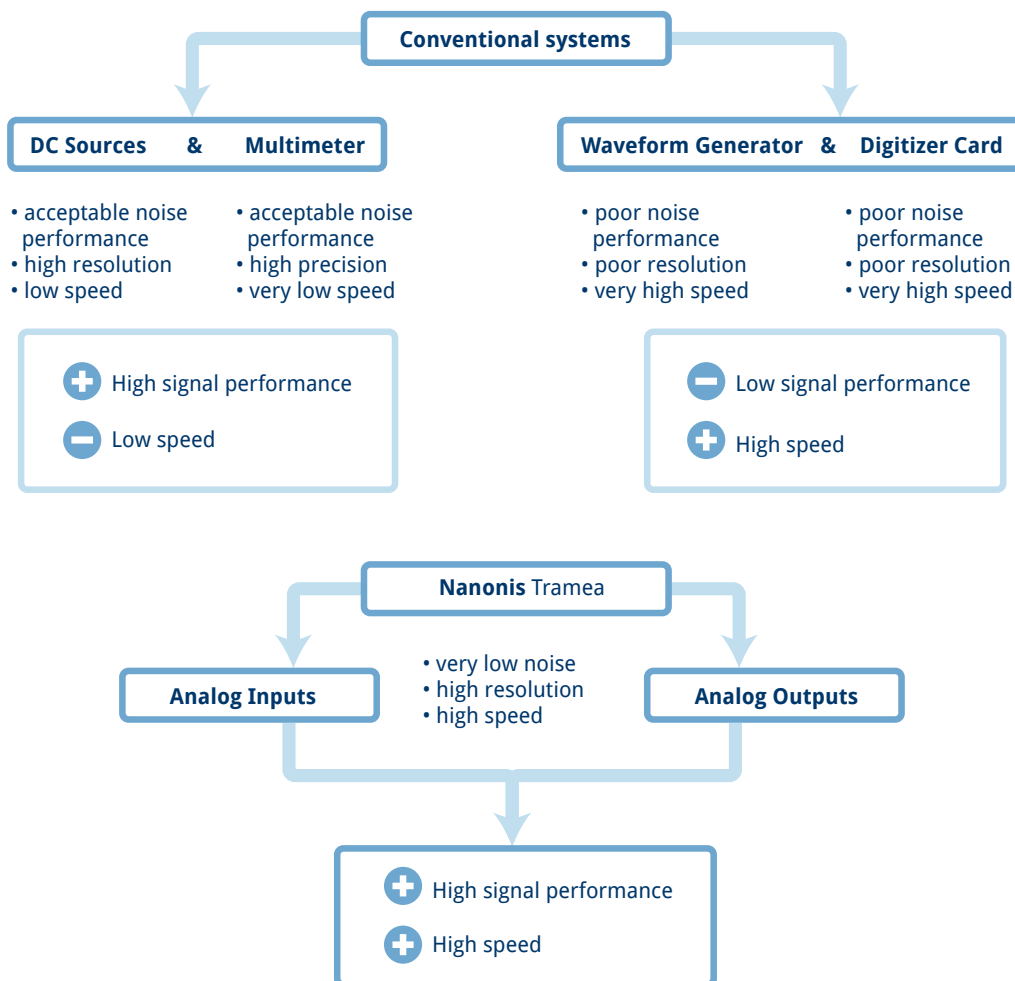 Conventional systems
DC Sources & Multimeter
• acceptable noise
performance
• high resolution
• low speed
• acceptable noise
performance
• high precision
• very low speed
High signal performance
Low speed
Waveform Generator & Digitizer Card
• poor noise
performance
• poor resolution
• very high speed
• poor noise
performance
• poor resolution
• very high speed
Low signal performance
High speed
Nanonis Tramea
• very low noise
• high resolution
• high speed
Analog Inputs
Analog Outputs
High signal performance
High speed